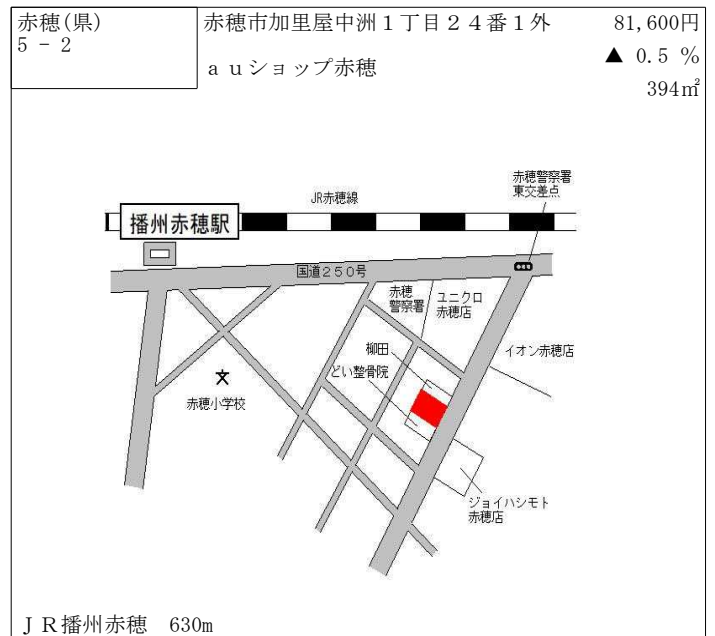 赤穂(県)
5 - 2
赤穂市加里屋中洲１丁目２４番１外
81,600円
▲ 0.5 %
ａｕショップ赤穂
394㎡
赤穂警察署
東交差点
JR赤穂線
播州赤穂駅
国道２５０号
赤穂
警察署
ユニクロ
赤穂店
柳田
イオン赤穂店
どい整骨院
赤穂小学校
ジョイハシモト
赤穂店
ＪＲ播州赤穂　630m